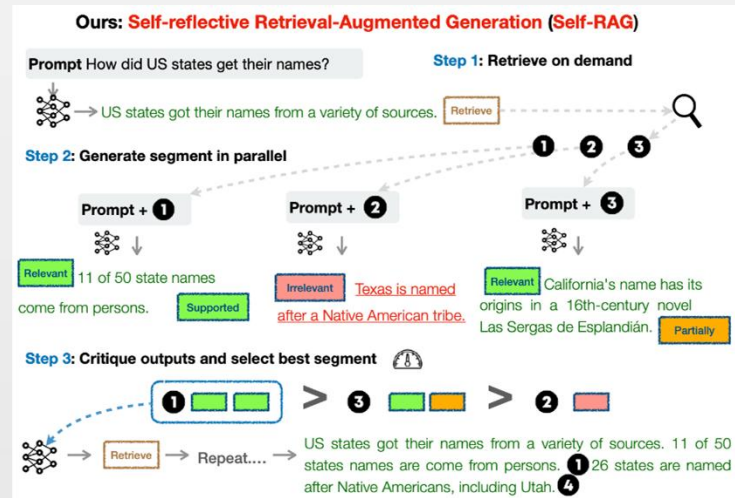 Ours: Self-reflective Retrieval-Augmented Generation (Self-RAG)
Prompt How did US states get their names?
Step 1: Retrieve on demand
US states got their names from a variety of sources. Retrieve
1 2 3
Step 2: Generate segment in parallel
Prompt + 1
Prompt + 2
Prompt + 3
Relevant 11 of 50 state names
come from persons. Supported
Irrelevant Texas is named
after a Native American tribe.
Relevant California's name has its
origins in a 16th-century novel
Las Sergas de Esplandián. Partially
Step 3: Critique outputs and select best segment
1 > 3 > 2
Retrieve Repeat....
US states got their names from a variety of sources. 11 of 50
states names are come from persons. 1 26 states are named
after Native Americans, including Utah. 4